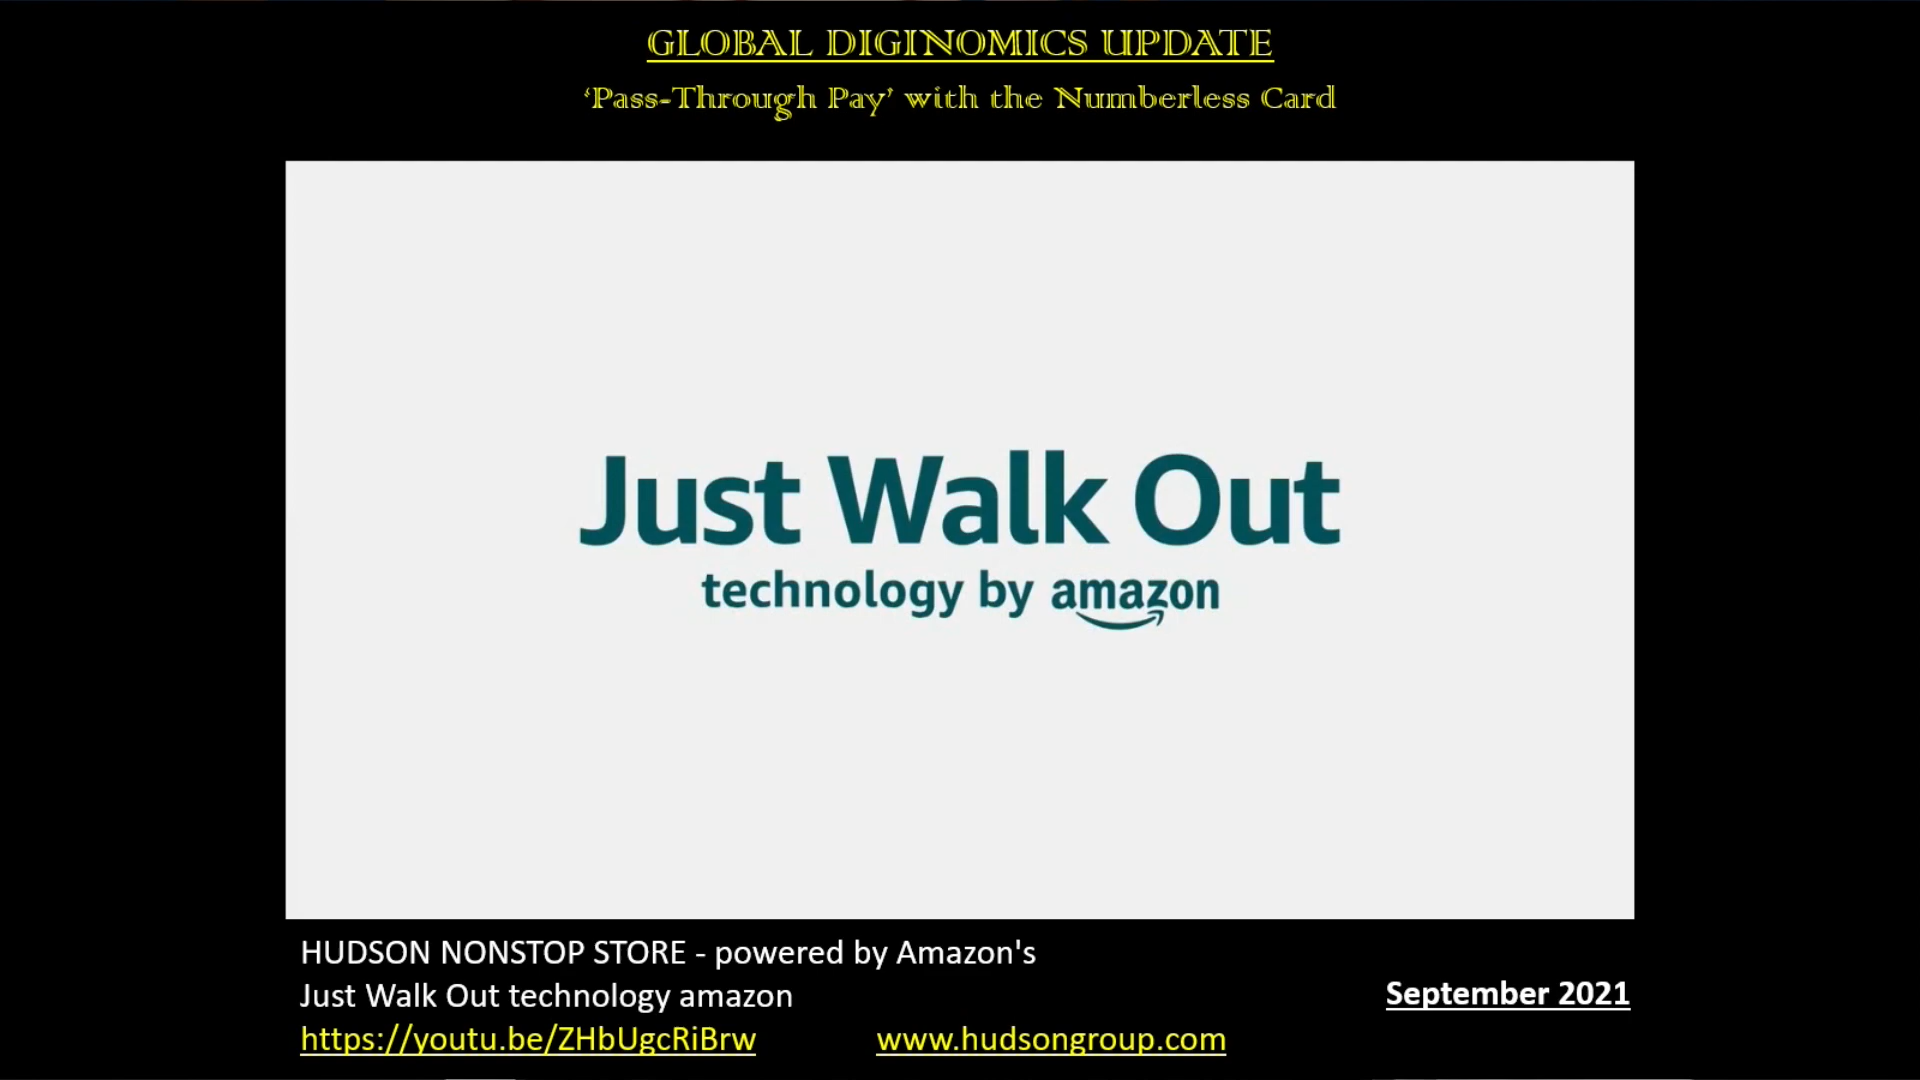 GLOBAL DIGINOMICS UPDATE
‘Pass-Through Pay’ with the Numberless Card
Just Walk Out
technology by amazon
HUDSON NONSTOP STORE - powered by Amazon's
Just Walk Out technology amazon
September 2021
https://youtu.be/ZHbUgcRiBrw www.hudsongroup.com